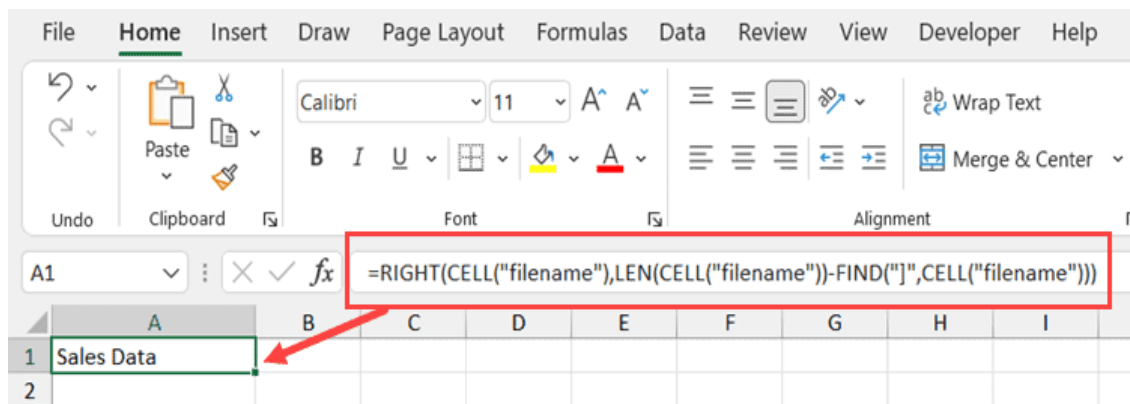 File Home Insert Draw Page Layout Formulas Data Review View Developer Help
Calibri 11 A A ab Wrap Text
Paste B I U A Merge & Center
Undo Clipboard Font Alignment
A1 fx =RIGHT(CELL("filename"),LEN(CELL("filename"))-FIND("]",CELL("filename")))
A B C D E F G H I
1 Sales Data
2